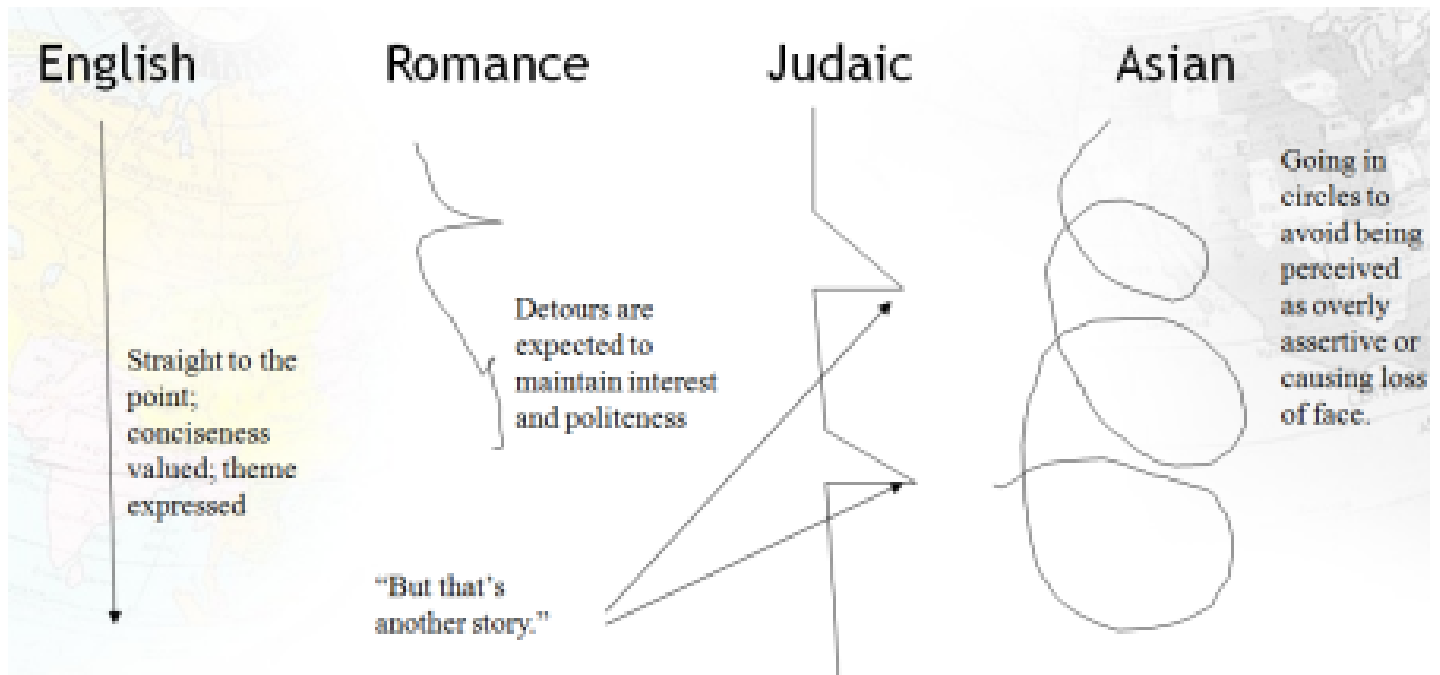 English
Romance
Judaic
Asian
Straight to the
point;
conciseness
valued; theme
expressed
Detours are
expected to
maintain interest
and politeness
"But that's
another story."
Going in
circles to
avoid being
perceived
as overly
assertive or
causing loss
of face.